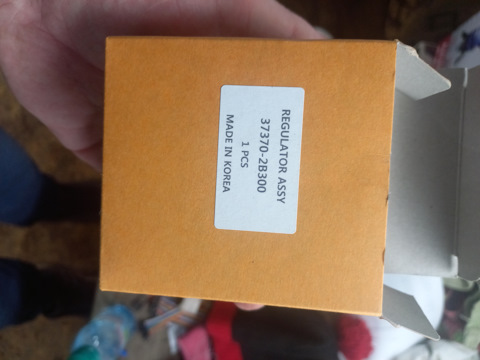 REGULATOR ASSY
37370-2B300
1 PCS
MADE IN KOREA